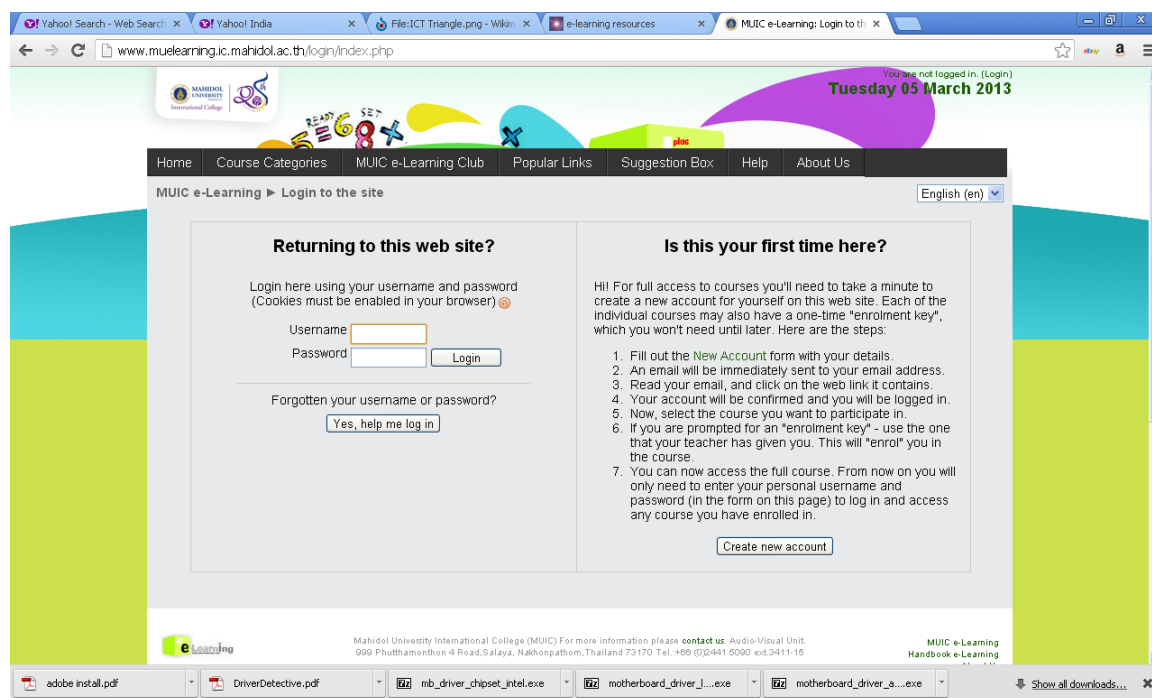 Yahoo! Search - Web Search
Yahoo! India
File:ICT Triangle.png - Wikim
e-learning resources
MUIC e-Learning: Login to th
www.muelearning.ic.mahidol.ac.th/login/index.php
ebay
a
You are not logged in. (Login)
Tuesday 05 March 2013
MAHIDOL
UNIVERSITY
International College
READY SET
5=68+x
plus
Home Course Categories MUIC e-Learning Club Popular Links Suggestion Box Help About Us
MUIC e-Learning ► Login to the site
English (en)
Returning to this web site?
Login here using your username and password
(Cookies must be enabled in your browser)
Username
Password
Login
Forgotten your username or password?
Yes, help me log in
Is this your first time here?
Hi! For full access to courses you'll need to take a minute to
create a new account for yourself on this web site. Each of the
individual courses may also have a one-time "enrolment key",
which you won't need until later. Here are the steps:
1. Fill out the New Account form with your details.
2. An email will be immediately sent to your email address.
3. Read your email, and click on the web link it contains.
4. Your account will be confirmed and you will be logged in.
5. Now, select the course you want to participate in.
6. If you are prompted for an "enrolment key" - use the one
that your teacher has given you. This will "enrol" you in
the course.
7. You can now access the full course. From now on you will
only need to enter your personal username and
password (in the form on this page) to log in and access
any course you have enrolled in.
Create new account
e Learning
Mahidol University International College (MUIC) For more information please contact us. Audio-Visual Unit.
999 Phutthamonthon 4 Road,Salaya, Nakhonpathom,Thailand 73170 Tel.:+66 (0)2441 5090 ext.3411-15
MUIC e-Learning
Handbook e-Learning
adobe install.pdf
DriverDetective.pdf
mb_driver_chipset_intel.exe
motherboard_driver_l....exe
motherboard_driver_a....exe
Show all downloads...